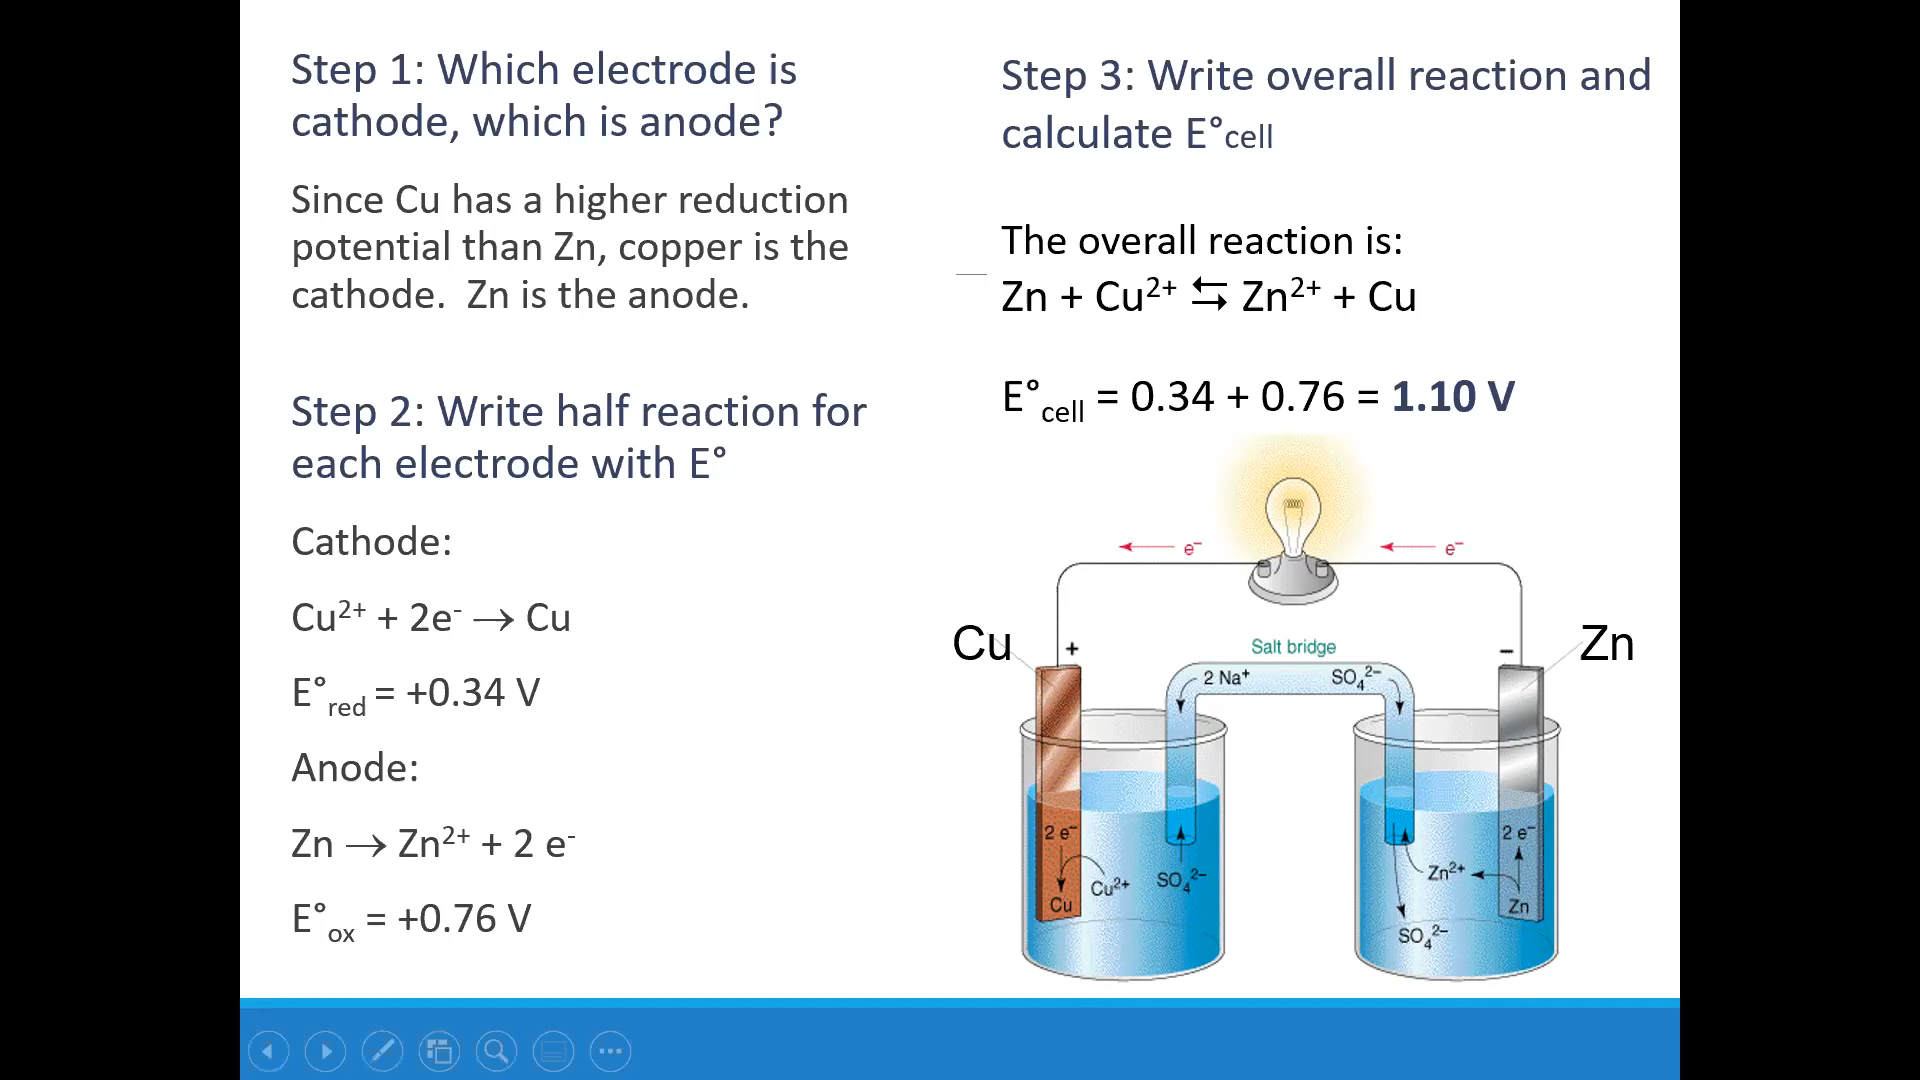 Step 1: Which electrode is
cathode, which is anode?
Since Cu has a higher reduction
potential than Zn, copper is the
cathode.  Zn is the anode.
Step 2: Write half reaction for
each electrode with E°
Cathode:
Cu²⁺ + 2e⁻ → Cu
E°red = +0.34 V
Anode:
Zn → Zn²⁺ + 2 e⁻
E°ox = +0.76 V
Step 3: Write overall reaction and
calculate E°cell
The overall reaction is:
Zn + Cu²⁺ ⇆ Zn²⁺ + Cu
E°cell = 0.34 + 0.76 = 1.10 V
e⁻ e⁻
Cu + Salt bridge − Zn
2 Na⁺ SO₄²⁻
2 e⁻ 2 e⁻
Cu²⁺ SO₄²⁻ Zn²⁺
Cu Zn
SO₄²⁻